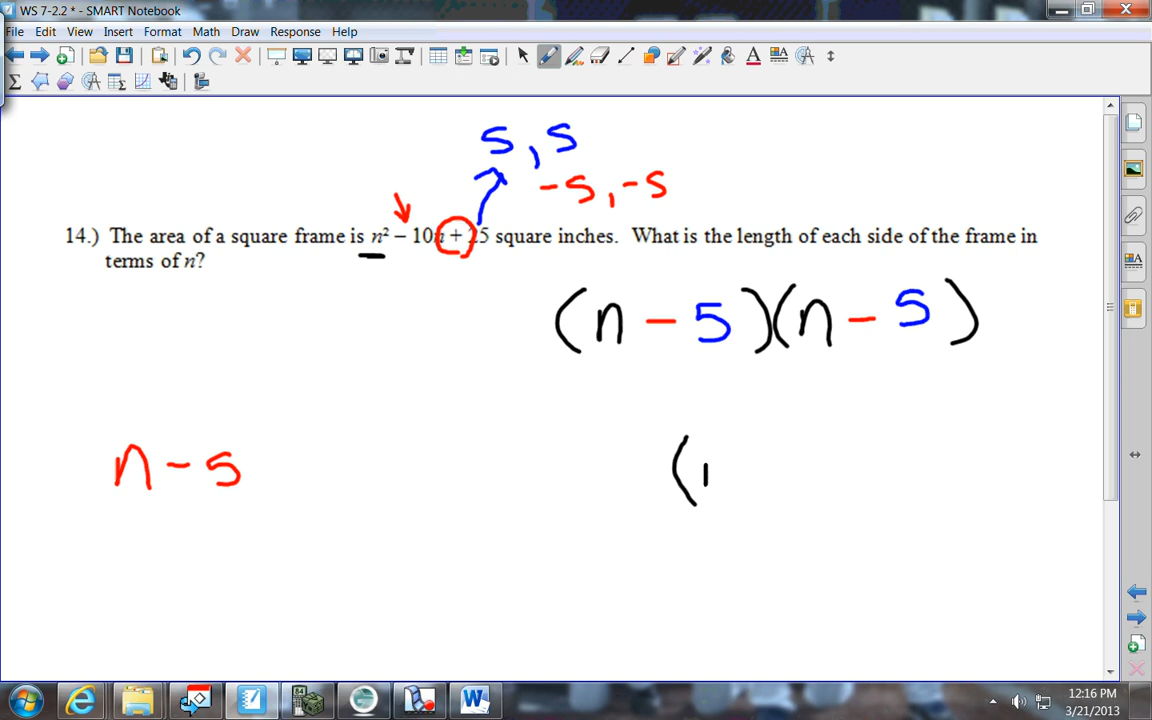 WS 7-2.2 * - SMART Notebook
File Edit View Insert Format Math Draw Response Help
5 , 5
-5 , -5
14.) The area of a square frame is n² – 10n + 25 square inches. What is the length of each side of the frame in
terms of n?
(n - 5)(n - 5)
n - 5
(
12:16 PM
3/21/2013